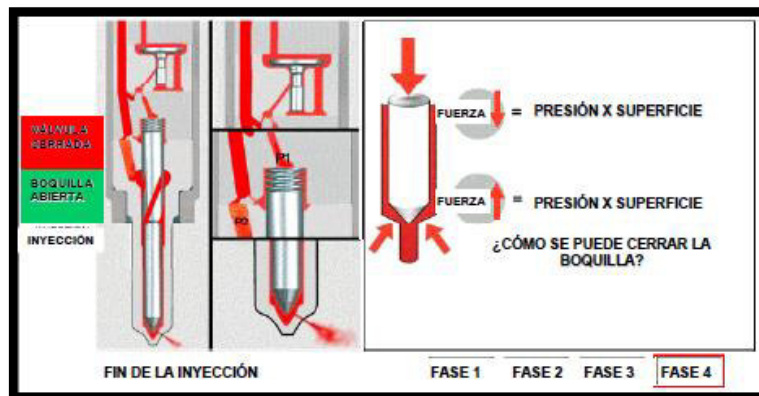 VÁLVULA
CERRADA
BOQUILLA
ABIERTA
INYECCIÓN
P1
P2
FUERZA = PRESIÓN X SUPERFICIE
FUERZA = PRESIÓN X SUPERFICIE
¿CÓMO SE PUEDE CERRAR LA
BOQUILLA?
FIN DE LA INYECCIÓN
FASE 1 FASE 2 FASE 3 FASE 4